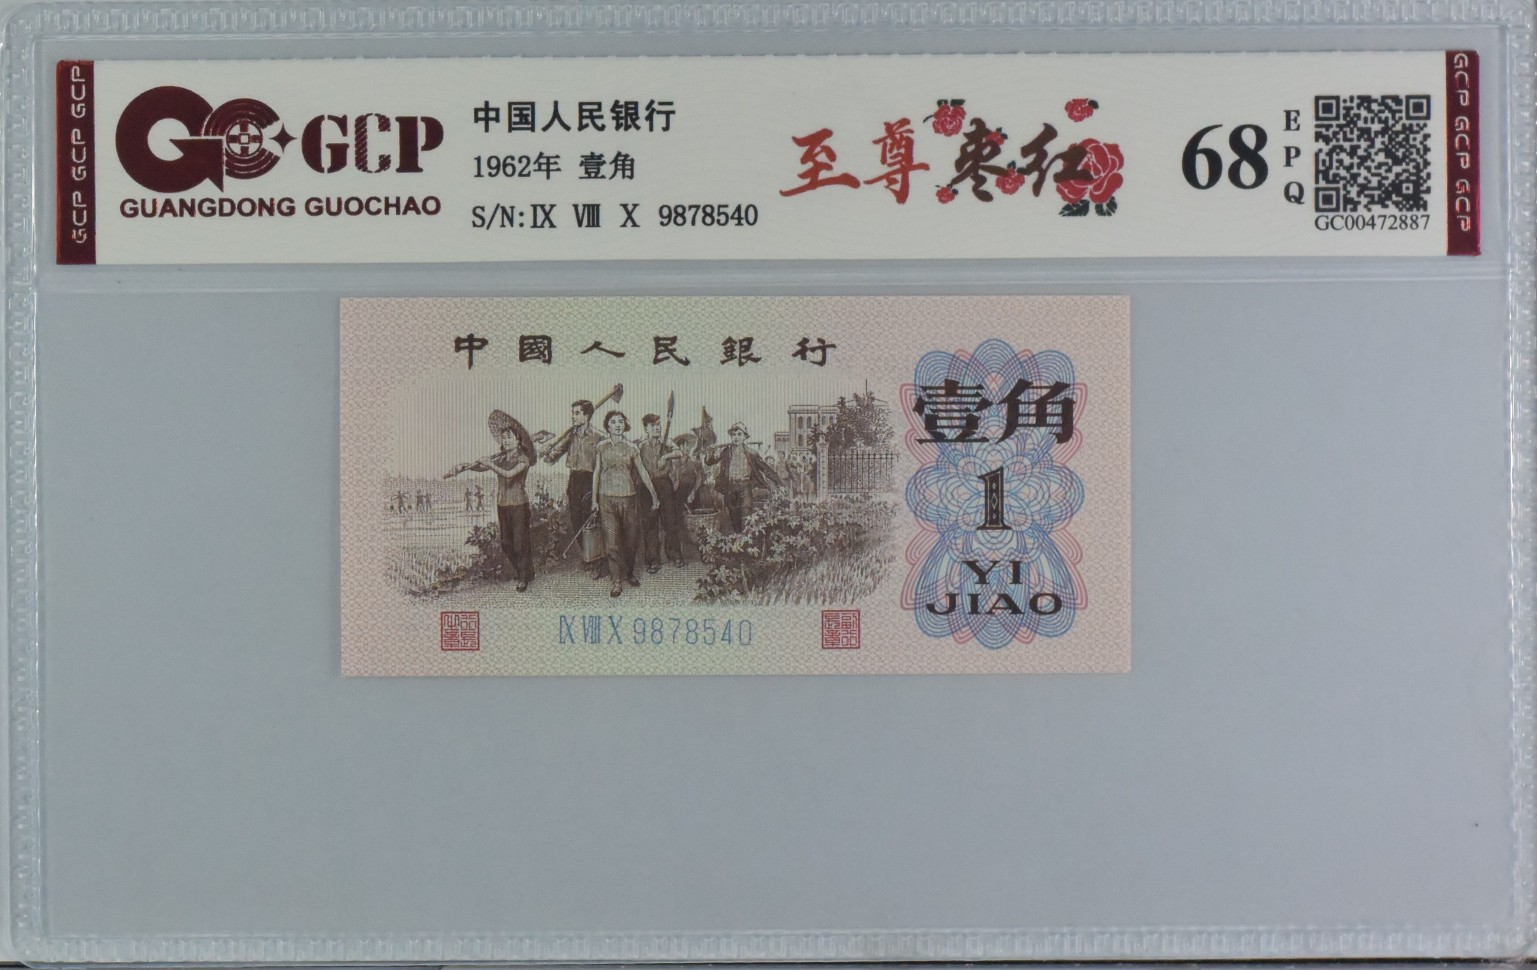 GCP GCP GCP
GCP
GUANGDONG GUOCHAO
中国人民银行
1962年 壹角
S/N:Ⅸ Ⅷ Ⅹ 9878540
至尊枣红
68
EPQ
GC00472887
GCP GCP GCP
中國人民銀行
壹角
1
YI
JIAO
Ⅸ Ⅷ Ⅹ 9878540